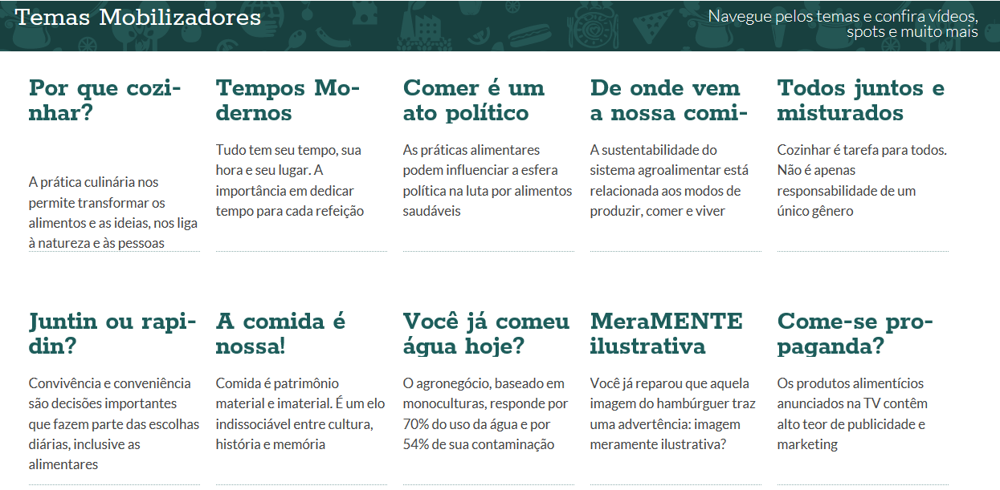 Temas Mobilizadores
Navegue pelos temas e confira vídeos,
spots e muito mais
Por que cozi-
nhar?
A prática culinária nos
permite transformar os
alimentos e as ideias, nos liga
à natureza e às pessoas
Tempos Mo-
dernos
Tudo tem seu tempo, sua
hora e seu lugar. A
importância em dedicar
tempo para cada refeição
Comer é um
ato político
As práticas alimentares
podem influenciar a esfera
política na luta por alimentos
saudáveis
De onde vem
a nossa comi-
A sustentabilidade do
sistema agroalimentar está
relacionada aos modos de
produzir, comer e viver
Todos juntos e
misturados
Cozinhar é tarefa para todos.
Não é apenas
responsabilidade de um
único gênero
Juntin ou rapi-
din?
Convivência e conveniência
são decisões importantes
que fazem parte das escolhas
diárias, inclusive as
alimentares
A comida é
nossa!
Comida é patrimônio
material e imaterial. É um elo
indissociável entre cultura,
história e memória
Você já comeu
água hoje?
O agronegócio, baseado em
monoculturas, responde por
70% do uso da água e por
54% de sua contaminação
MeraMENTE
ilustrativa
Você já reparou que aquela
imagem do hambúrguer traz
uma advertência: imagem
meramente ilustrativa?
Come-se pro-
paganda?
Os produtos alimentícios
anunciados na TV contêm
alto teor de publicidade e
marketing